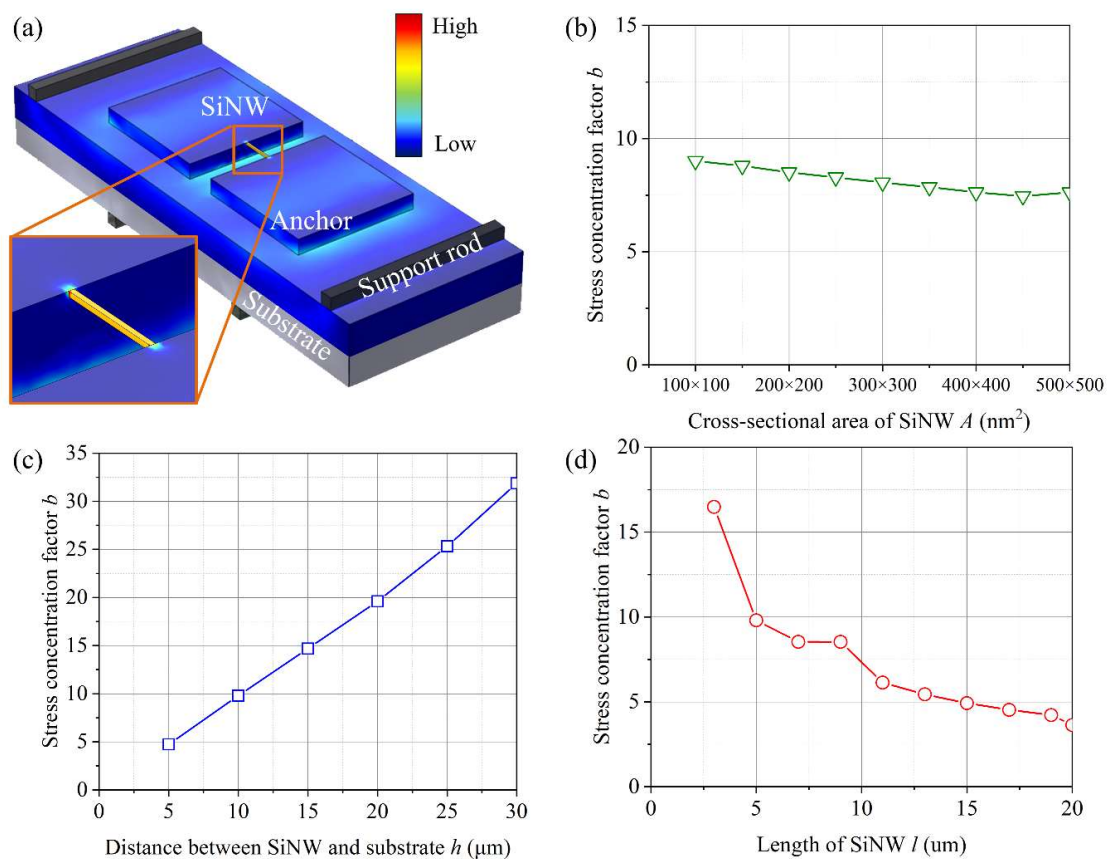 (a)
High
Low
SiNW
Anchor
Support rod
Substrate
(b)
15
10
5
0
Stress concentration factor b
100×100
200×200
300×300
400×400
500×500
Cross-sectional area of SiNW A (nm²)
(c)
35
30
25
20
15
10
5
0
Stress concentration factor b
0
5
10
15
20
25
30
Distance between SiNW and substrate h (μm)
(d)
20
15
10
5
0
Stress concentration factor b
0
5
10
15
20
Length of SiNW l (um)